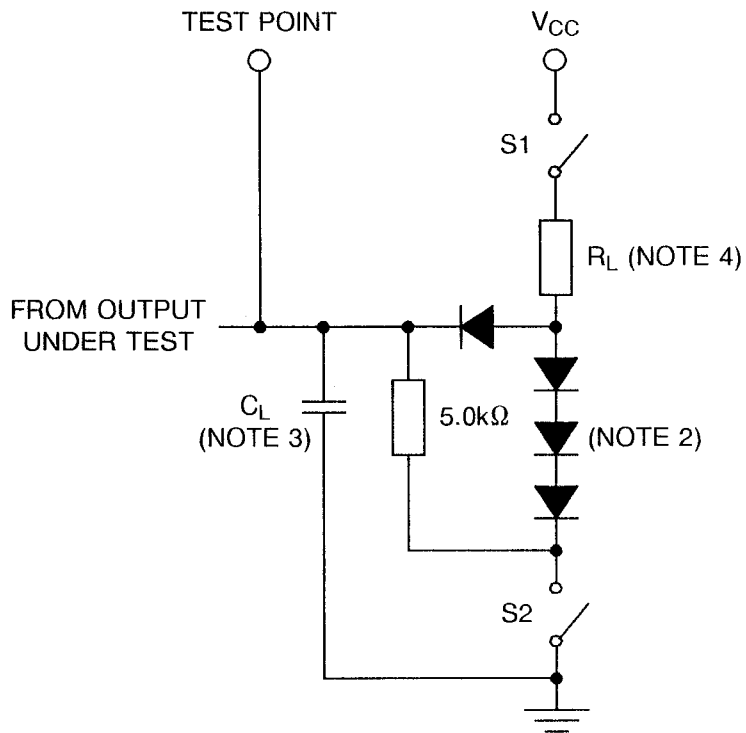 TEST POINT
VCC
S1
RL (NOTE 4)
FROM OUTPUT
UNDER TEST
CL
(NOTE 3)
5.0kΩ
(NOTE 2)
S2